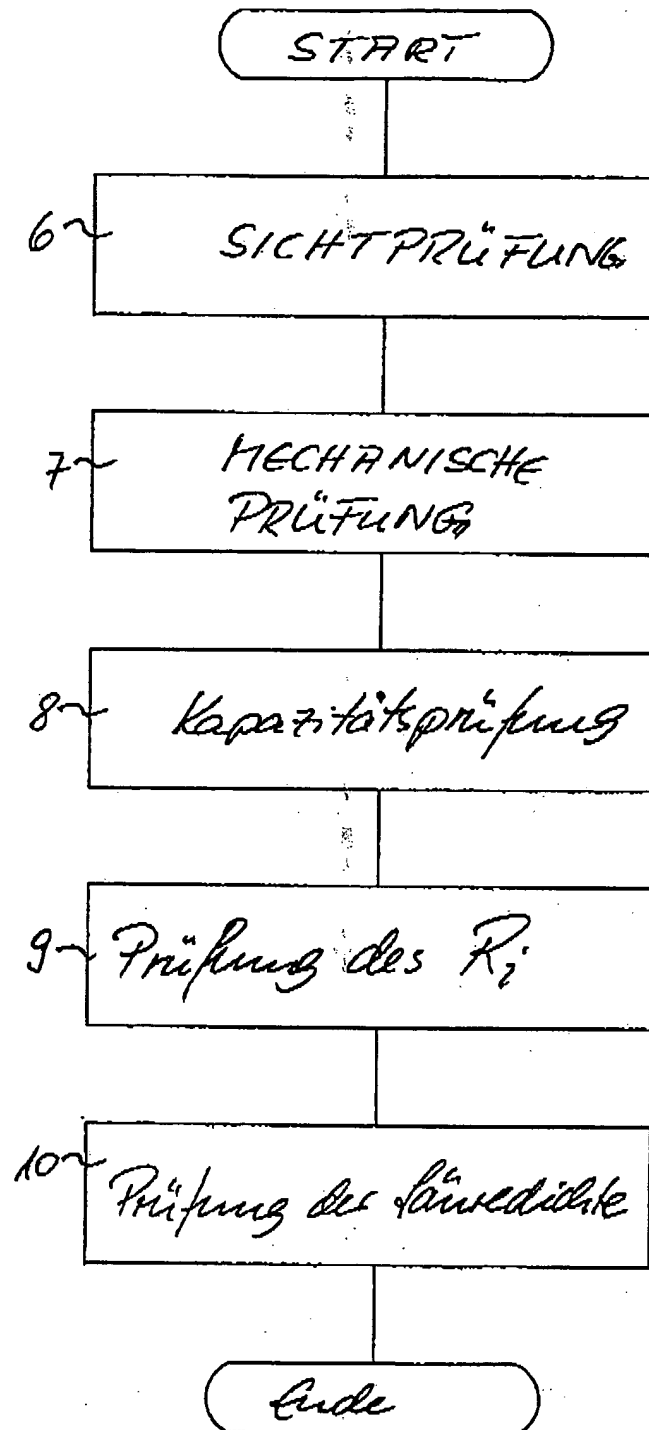 START
6~ SICHTPRÜFUNG
7~ MECHANISCHE
PRÜFUNG
8~ Kapazitätsprüfung
9~ Prüfung des Ri
10~ Prüfung der Säuredichte
Ende